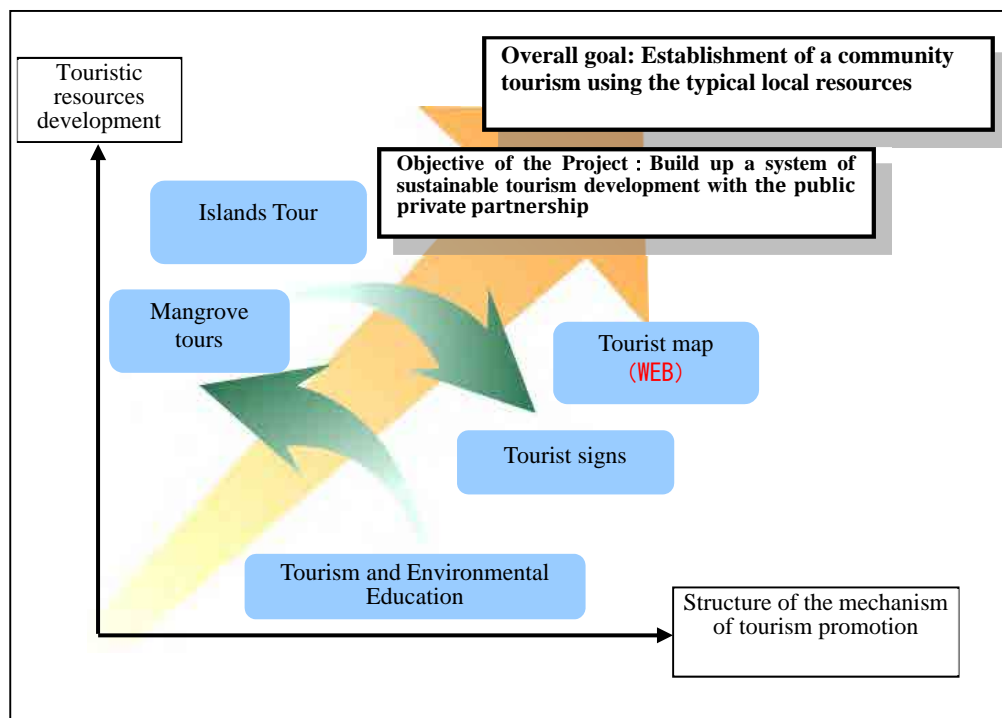 Overall goal: Establishment of a community
tourism using the typical local resources
Touristic
resources
development
Objective of the Project : Build up a system of
sustainable tourism development with the public
private partnership
Islands Tour
Mangrove
tours
Tourist map
(WEB)
Tourist signs
Tourism and Environmental
Education
Structure of the mechanism
of tourism promotion